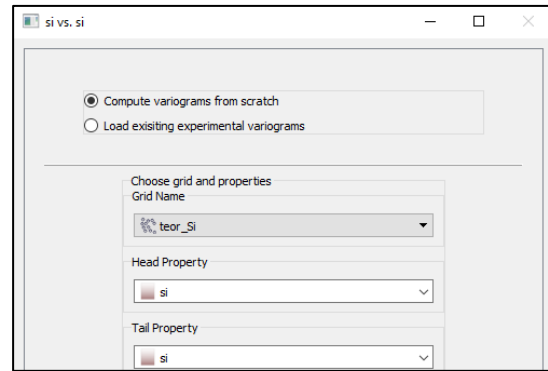 si vs. si
Compute variograms from scratch
Load exisiting experimental variograms
Choose grid and properties
Grid Name
teor_Si
Head Property
si
Tail Property
si